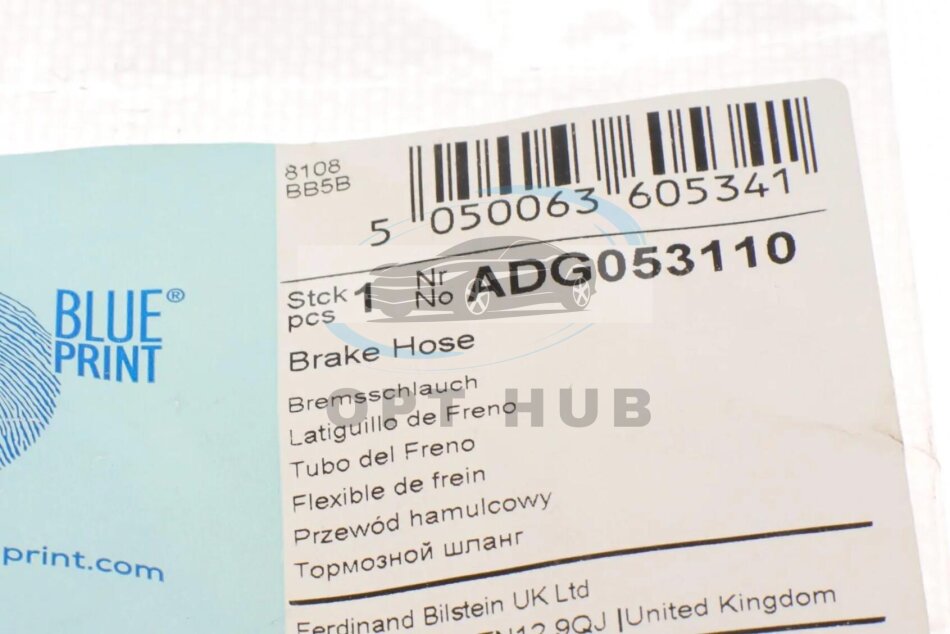 BLUE®
PRINT
print.com
8108
BB5B
5 050063 605341
Stck
pcs
1
Nr
No
ADG053110
Brake Hose
Bremsschlauch
Latiguillo de Freno
Tubo del Freno
Flexible de frein
Przewód hamulcowy
Тормозной шланг
Ferdinand Bilstein UK Ltd
9QJ |United Kingdom
OPT HUB